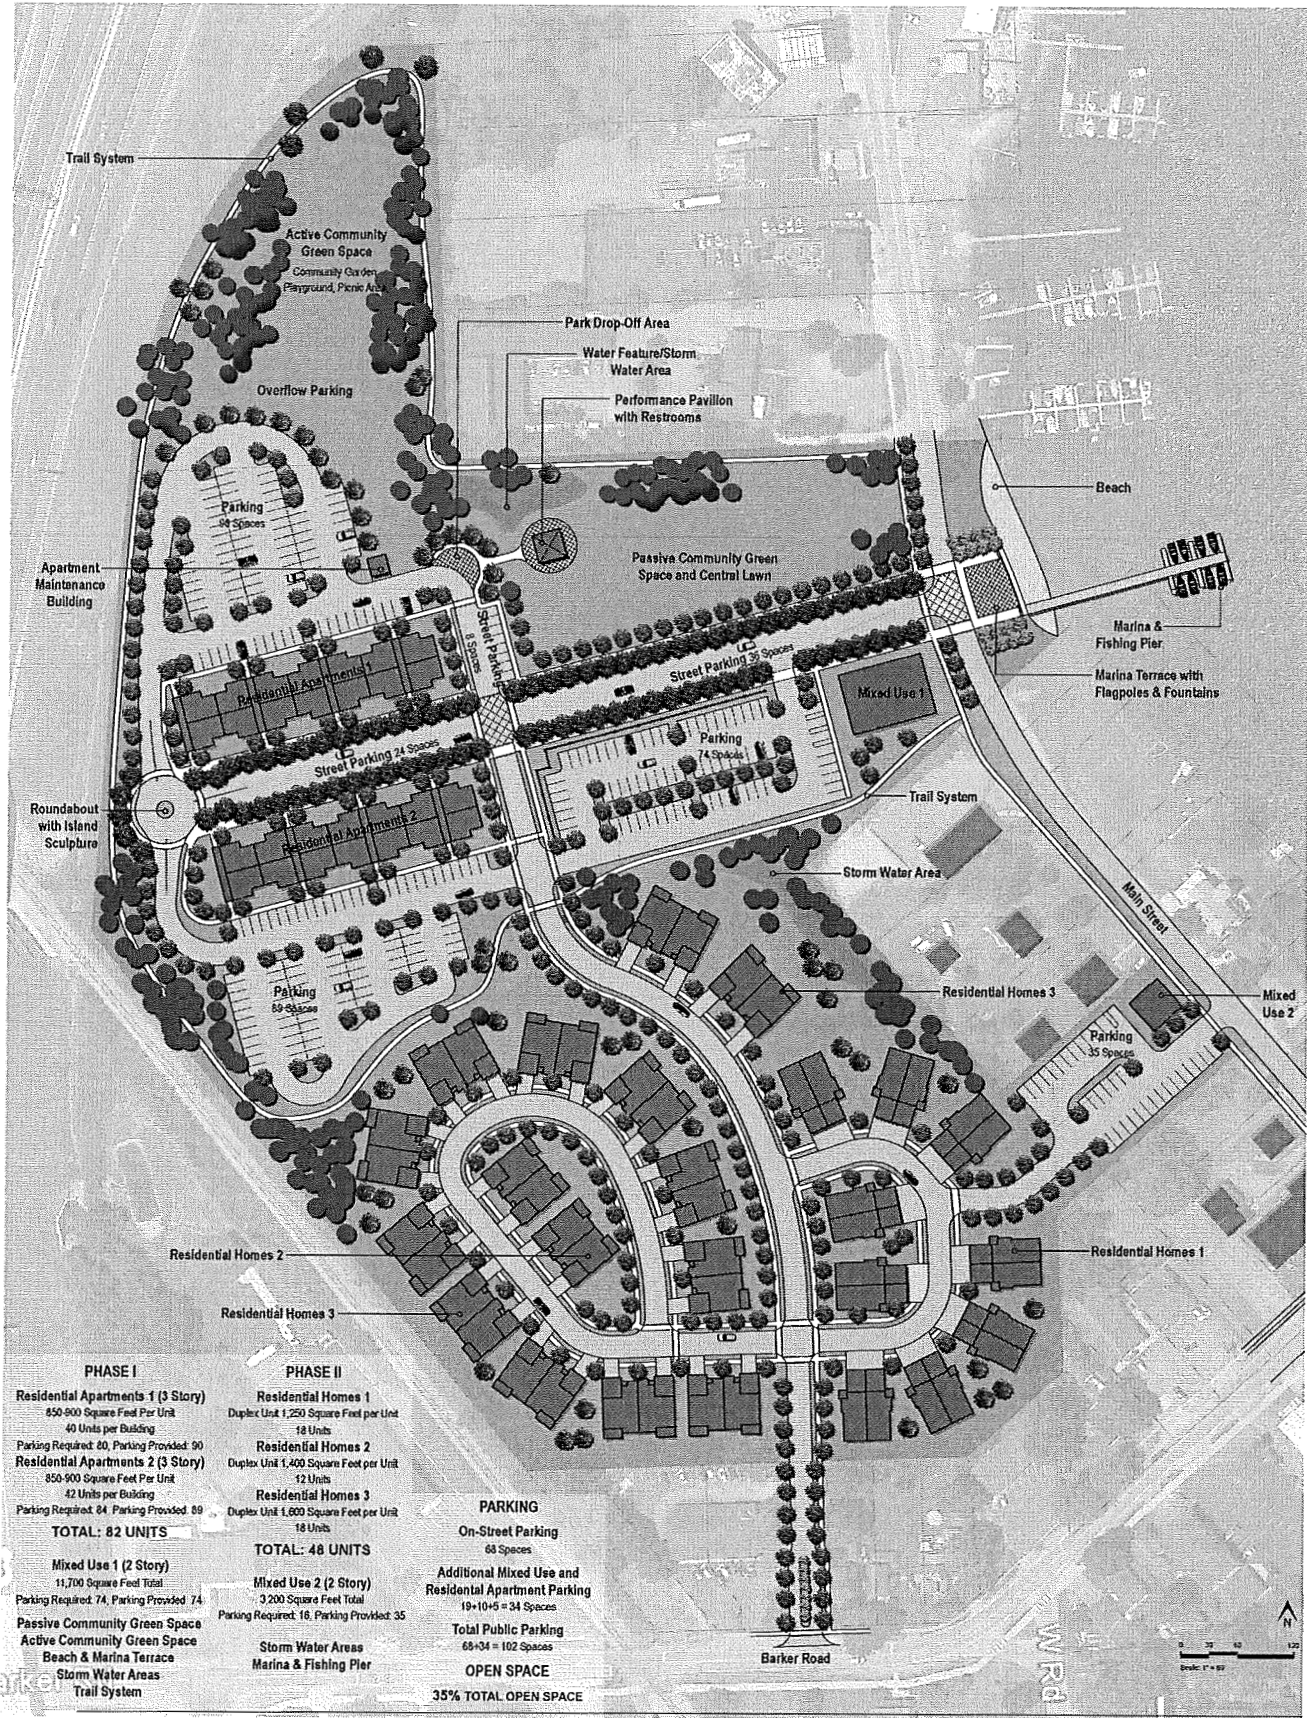 Trail System
Active Community
Green Space
Community Garden
Playground, Picnic Area
Park Drop-Off Area
Water Feature/Storm
Water Area
Overflow Parking
Performance Pavilion
with Restrooms
Beach
Parking
Passive Community Green
Space and Central Lawn
Apartment
Maintenance
Building
Marina &
Fishing Pier
Street Parking
8 Spaces
Street Parking 36 Spaces
Marina Terrace with
Flagpoles & Fountains
Residential Apartments 1
Mixed Use 1
Parking
74 Spaces
Street Parking 24 Spaces
Trail System
Roundabout
with Island
Sculpture
Residential Apartments 2
Storm Water Area
Main Street
Parking
89 Spaces
Residential Homes 3
Mixed
Use 2
Parking
35 Spaces
Residential Homes 2
Residential Homes 1
Residential Homes 3
PHASE I
Residential Apartments 1 (3 Story)
850-900 Square Feet Per Unit
40 Units per Building
Parking Required: 80, Parking Provided: 90
Residential Apartments 2 (3 Story)
850-900 Square Feet Per Unit
42 Units per Building
Parking Required: 84, Parking Provided: 89
TOTAL: 82 UNITS
Mixed Use 1 (2 Story)
11,700 Square Feet Total
Parking Required: 74, Parking Provided: 74
Passive Community Green Space
Active Community Green Space
Beach & Marina Terrace
Storm Water Areas
Trail System
PHASE II
Residential Homes 1
Duplex Unit 1,250 Square Feet per Unit
18 Units
Residential Homes 2
Duplex Unit 1,400 Square Feet per Unit
12 Units
Residential Homes 3
Duplex Unit 1,600 Square Feet per Unit
18 Units
TOTAL: 48 UNITS
Mixed Use 2 (2 Story)
3,200 Square Feet Total
Parking Required: 16, Parking Provided: 35
Storm Water Areas
Marina & Fishing Pier
PARKING
On-Street Parking
68 Spaces
Additional Mixed Use and
Residental Apartment Parking
19+10+5 = 34 Spaces
Total Public Parking
68+34 = 102 Spaces
OPEN SPACE
35% TOTAL OPEN SPACE
Barker Road
W Rd
N
0 30 60 120